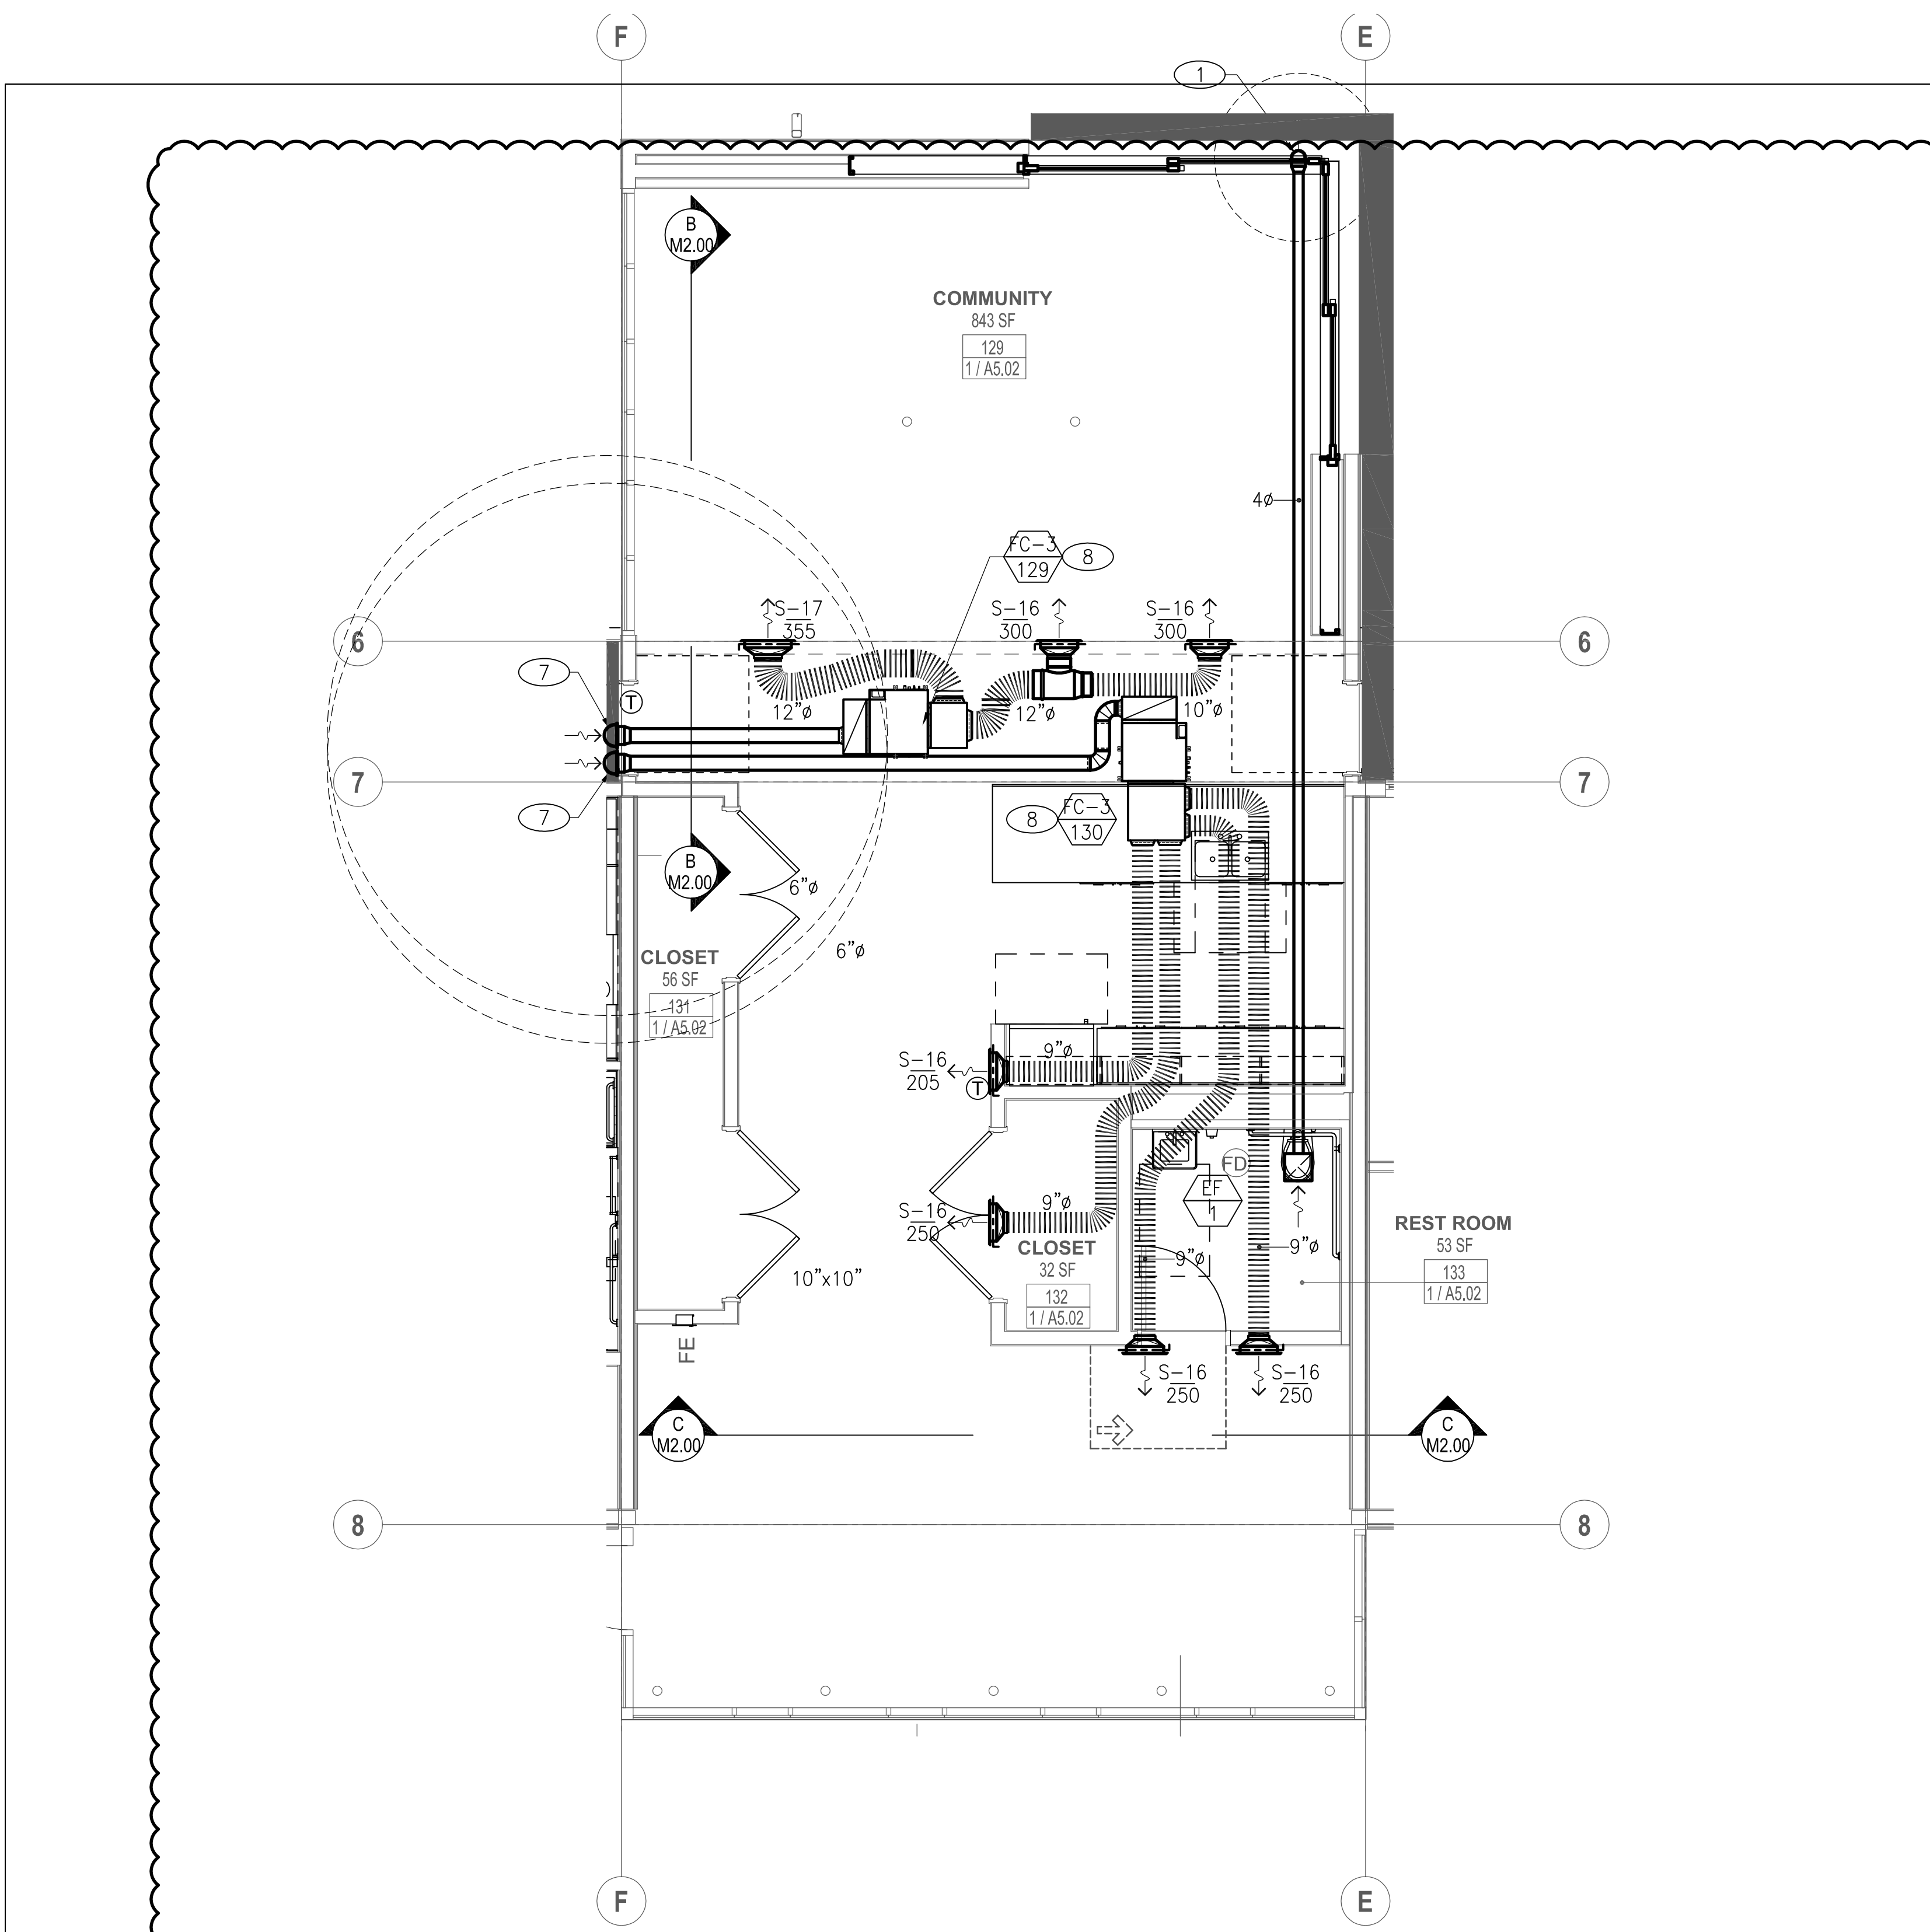 F
E
1
B
M2.00
COMMUNITY
843 SF
129
1 / A5.02
4ø
FC-3
129
8
S-17
355
S-16
300
S-16
300
6
6
7
T
12"ø
12"ø
10"ø
7
7
7
8
FC-3
130
B
M2.00
6"ø
6"ø
CLOSET
56 SF
131
1 / A5.02
S-16
205
T
9"ø
FD
EF
1
S-16
250
9"ø
CLOSET
32 SF
132
1 / A5.02
9"ø
9"ø
REST ROOM
53 SF
133
1 / A5.02
10"x10"
FE
S-16
250
S-16
250
C
M2.00
C
M2.00
8
8
F
E